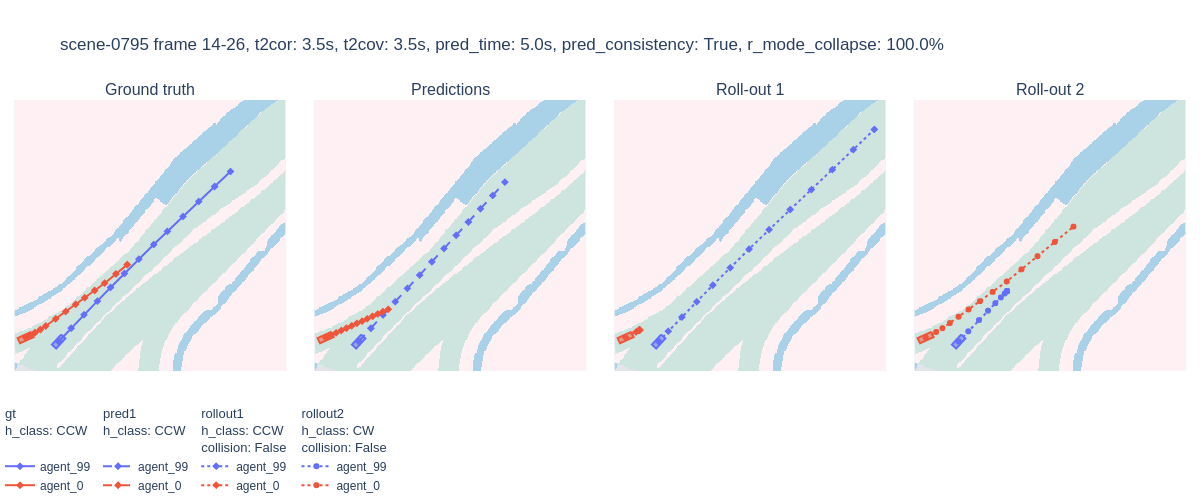 scene-0795 frame 14-26, t2cor: 3.5s, t2cov: 3.5s, pred_time: 5.0s, pred_consistency: True, r_mode_collapse: 100.0%
Ground truth
Predictions
Roll-out 1
Roll-out 2
gt
h_class: CCW
agent_99
agent_0
pred1
h_class: CCW
agent_99
agent_0
rollout1
h_class: CCW
collision: False
agent_99
agent_0
rollout2
h_class: CW
collision: False
agent_99
agent_0